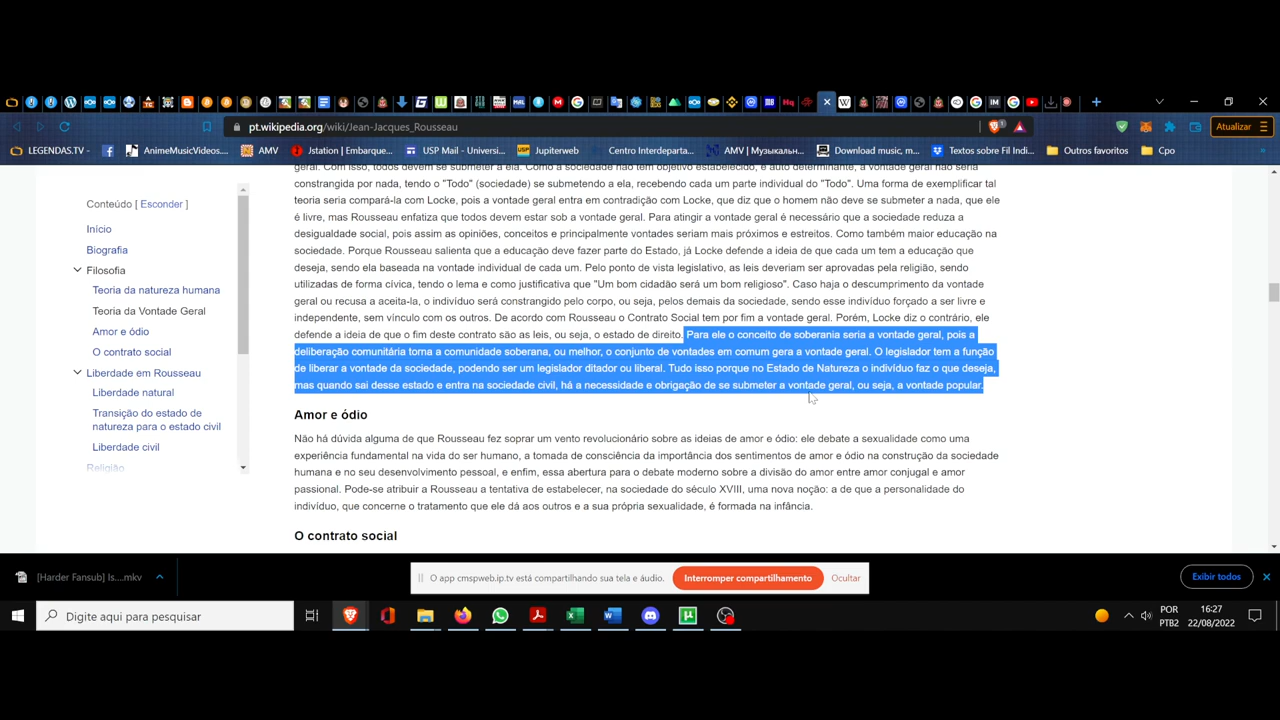 pt.wikipedia.org/wiki/Jean-Jacques_Rousseau
Atualizar
LEGENDAS.TV
AnimeMusicVideos...
AMV
Jstation | Embarque...
USP Mail - Universi...
Jupiterweb
Centro Interdeparta...
AMV | Музыкальн...
Download music, m...
Textos sobre Fil Indi...
Outros favoritos
Cpo
Conteúdo [ Esconder ]
Início
Biografia
Filosofia
Teoria da natureza humana
Teoria da Vontade Geral
Amor e ódio
O contrato social
Liberdade em Rousseau
Liberdade natural
Transição do estado de
natureza para o estado civil
Liberdade civil
Religião
geral. Com isso, todos devem se submeter a ela. Como a sociedade não tem objetivo estabelecido, e auto determinante, a vontade geral não seria
constrangida por nada, tendo o "Todo" (sociedade) se submetendo a ela, recebendo cada um parte individual do "Todo". Uma forma de exemplificar tal
teoria seria compará-la com Locke, pois a vontade geral entra em contradição com Locke, que diz que o homem não deve se submeter a nada, que ele
é livre, mas Rousseau enfatiza que todos devem estar sob a vontade geral. Para atingir a vontade geral é necessário que a sociedade reduza a
desigualdade social, pois assim as opiniões, conceitos e principalmente vontades seriam mais próximos e estreitos. Como também maior educação na
sociedade. Porque Rousseau salienta que a educação deve fazer parte do Estado, já Locke defende a ideia de que cada um tem a educação que
deseja, sendo ela baseada na vontade individual de cada um. Pelo ponto de vista legislativo, as leis deveriam ser aprovadas pela religião, sendo
utilizadas de forma cívica, tendo o lema e como justificativa que "Um bom cidadão será um bom religioso". Caso haja o descumprimento da vontade
geral ou recusa a aceita-la, o indivíduo será constrangido pelo corpo, ou seja, pelos demais da sociedade, sendo esse indivíduo forçado a ser livre e
independente, sem vínculo com os outros. De acordo com Rousseau o Contrato Social tem por fim a vontade geral. Porém, Locke diz o contrário, ele
defende a ideia de que o fim deste contrato são as leis, ou seja, o estado de direito. Para ele o conceito de soberania seria a vontade geral, pois a
deliberação comunitária torna a comunidade soberana, ou melhor, o conjunto de vontades em comum gera a vontade geral. O legislador tem a função
de liberar a vontade da sociedade, podendo ser um legislador ditador ou liberal. Tudo isso porque no Estado de Natureza o indivíduo faz o que deseja,
mas quando sai desse estado e entra na sociedade civil, há a necessidade e obrigação de se submeter a vontade geral, ou seja, a vontade popular.
Amor e ódio
Não há dúvida alguma de que Rousseau fez soprar um vento revolucionário sobre as ideias de amor e ódio: ele debate a sexualidade como uma
experiência fundamental na vida do ser humano, a tomada de consciência da importância dos sentimentos de amor e ódio na construção da sociedade
humana e no seu desenvolvimento pessoal, e enfim, essa abertura para o debate moderno sobre a divisão do amor entre amor conjugal e amor
passional. Pode-se atribuir a Rousseau a tentativa de estabelecer, na sociedade do século XVIII, uma nova noção: a de que a personalidade do
indivíduo, que concerne o tratamento que ele dá aos outros e a sua própria sexualidade, é formada na infância.
O contrato social
[Harder Fansub] Is....mkv
O app cmspweb.ip.tv está compartilhando sua tela e áudio.
Interromper compartilhamento
Ocultar
Exibir todos
Digite aqui para pesquisar
POR
PTB2
16:27
22/08/2022